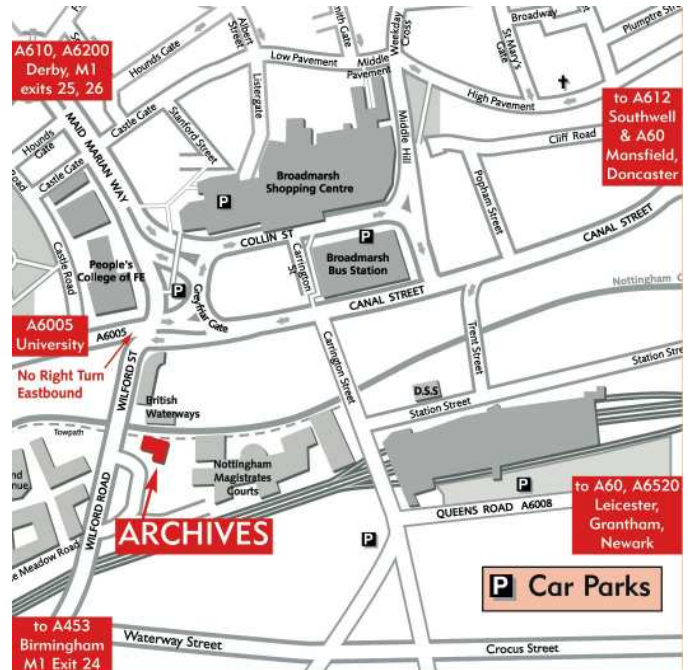 A610, A6200
Derby, M1
exits 25, 26
Hounds Gate
Albert
Street
Listergate
Low Pavement
Middle
Pavement
Weekday
Cross
Broadway
St Mary's
Gate
Plumptre
High Pavement
Castle Gate
Stanford Street
Hounds
Gate
Castle Gate
MAID MARIAN WAY
Middle Hill
Cliff Road
to A612
Southwell
& A60
Mansfield,
Doncaster
P
Broadmarsh
Shopping Centre
Popham Street
Castle Road
People's
College of FE
COLLIN ST
Carrington
St
P
Broadmarsh
Bus Station
CANAL STREET
P
Greyfriar Gate
CANAL STREET
Nottingham
A6005
University
A6005
No Right Turn
Eastbound
WILFORD ST
British
Waterways
Carrington Street
Trent Street
Station Street
D.S.S
Station Street
Towpath
Nottingham
Magistrates
Courts
WILFORD ROAD
ARCHIVES
P
QUEENS ROAD A6008
to A60, A6520
Leicester,
Grantham,
Newark
P
Meadow Road
P Car Parks
to A453
Birmingham
M1 Exit 24
Waterway Street
Crocus Street